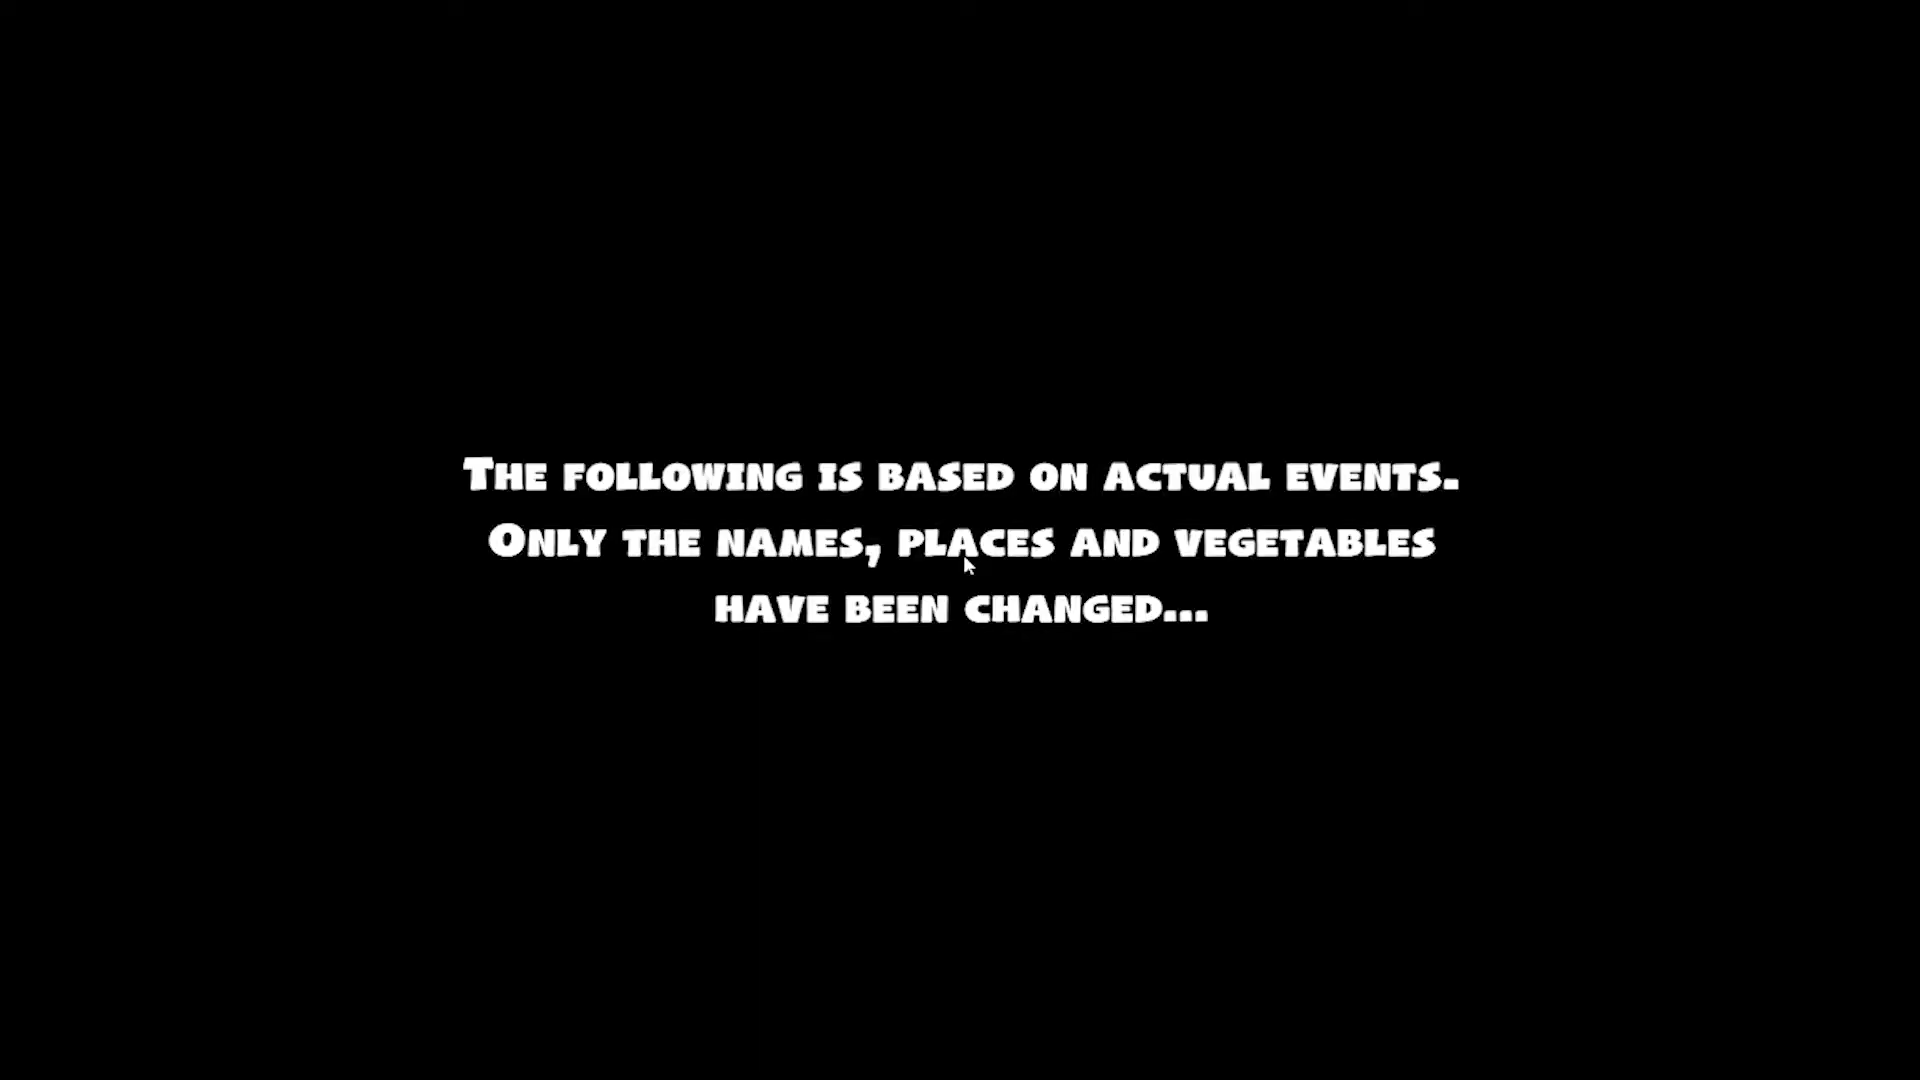 The following is based on actual events.
Only the names, places and vegetables
have been changed...